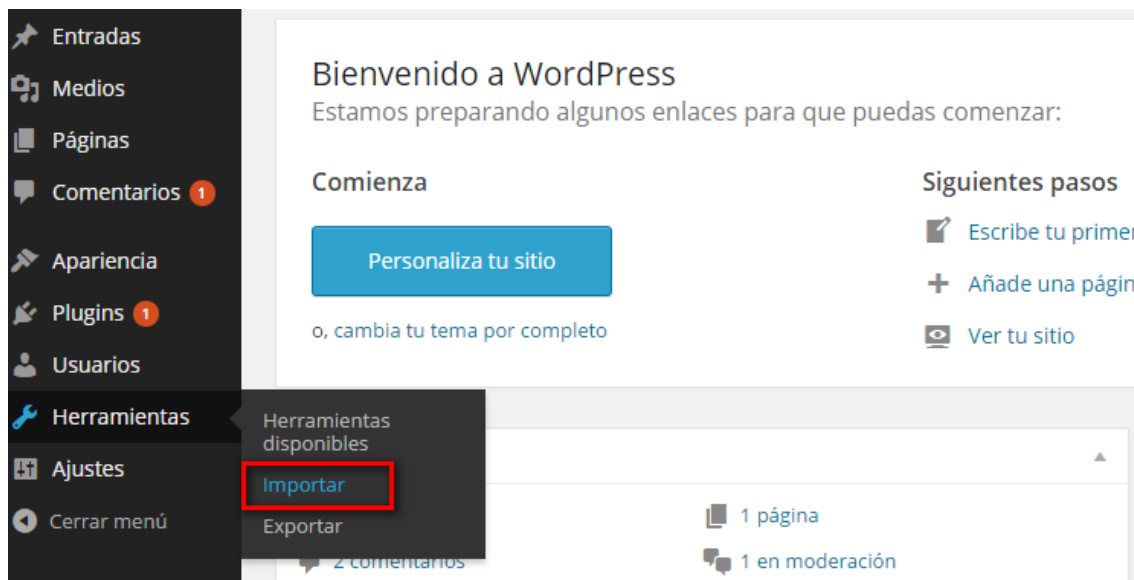 Entradas
Medios
Páginas
Comentarios 1
Apariencia
Plugins 1
Usuarios
Herramientas
Ajustes
Cerrar menú
Herramientas
disponibles
Importar
Exportar
Bienvenido a WordPress
Estamos preparando algunos enlaces para que puedas comenzar:
Comienza
Personaliza tu sitio
o, cambia tu tema por completo
Siguientes pasos
Escribe tu primer
Añade una págin
Ver tu sitio
1 página
2 comentarios
1 en moderación